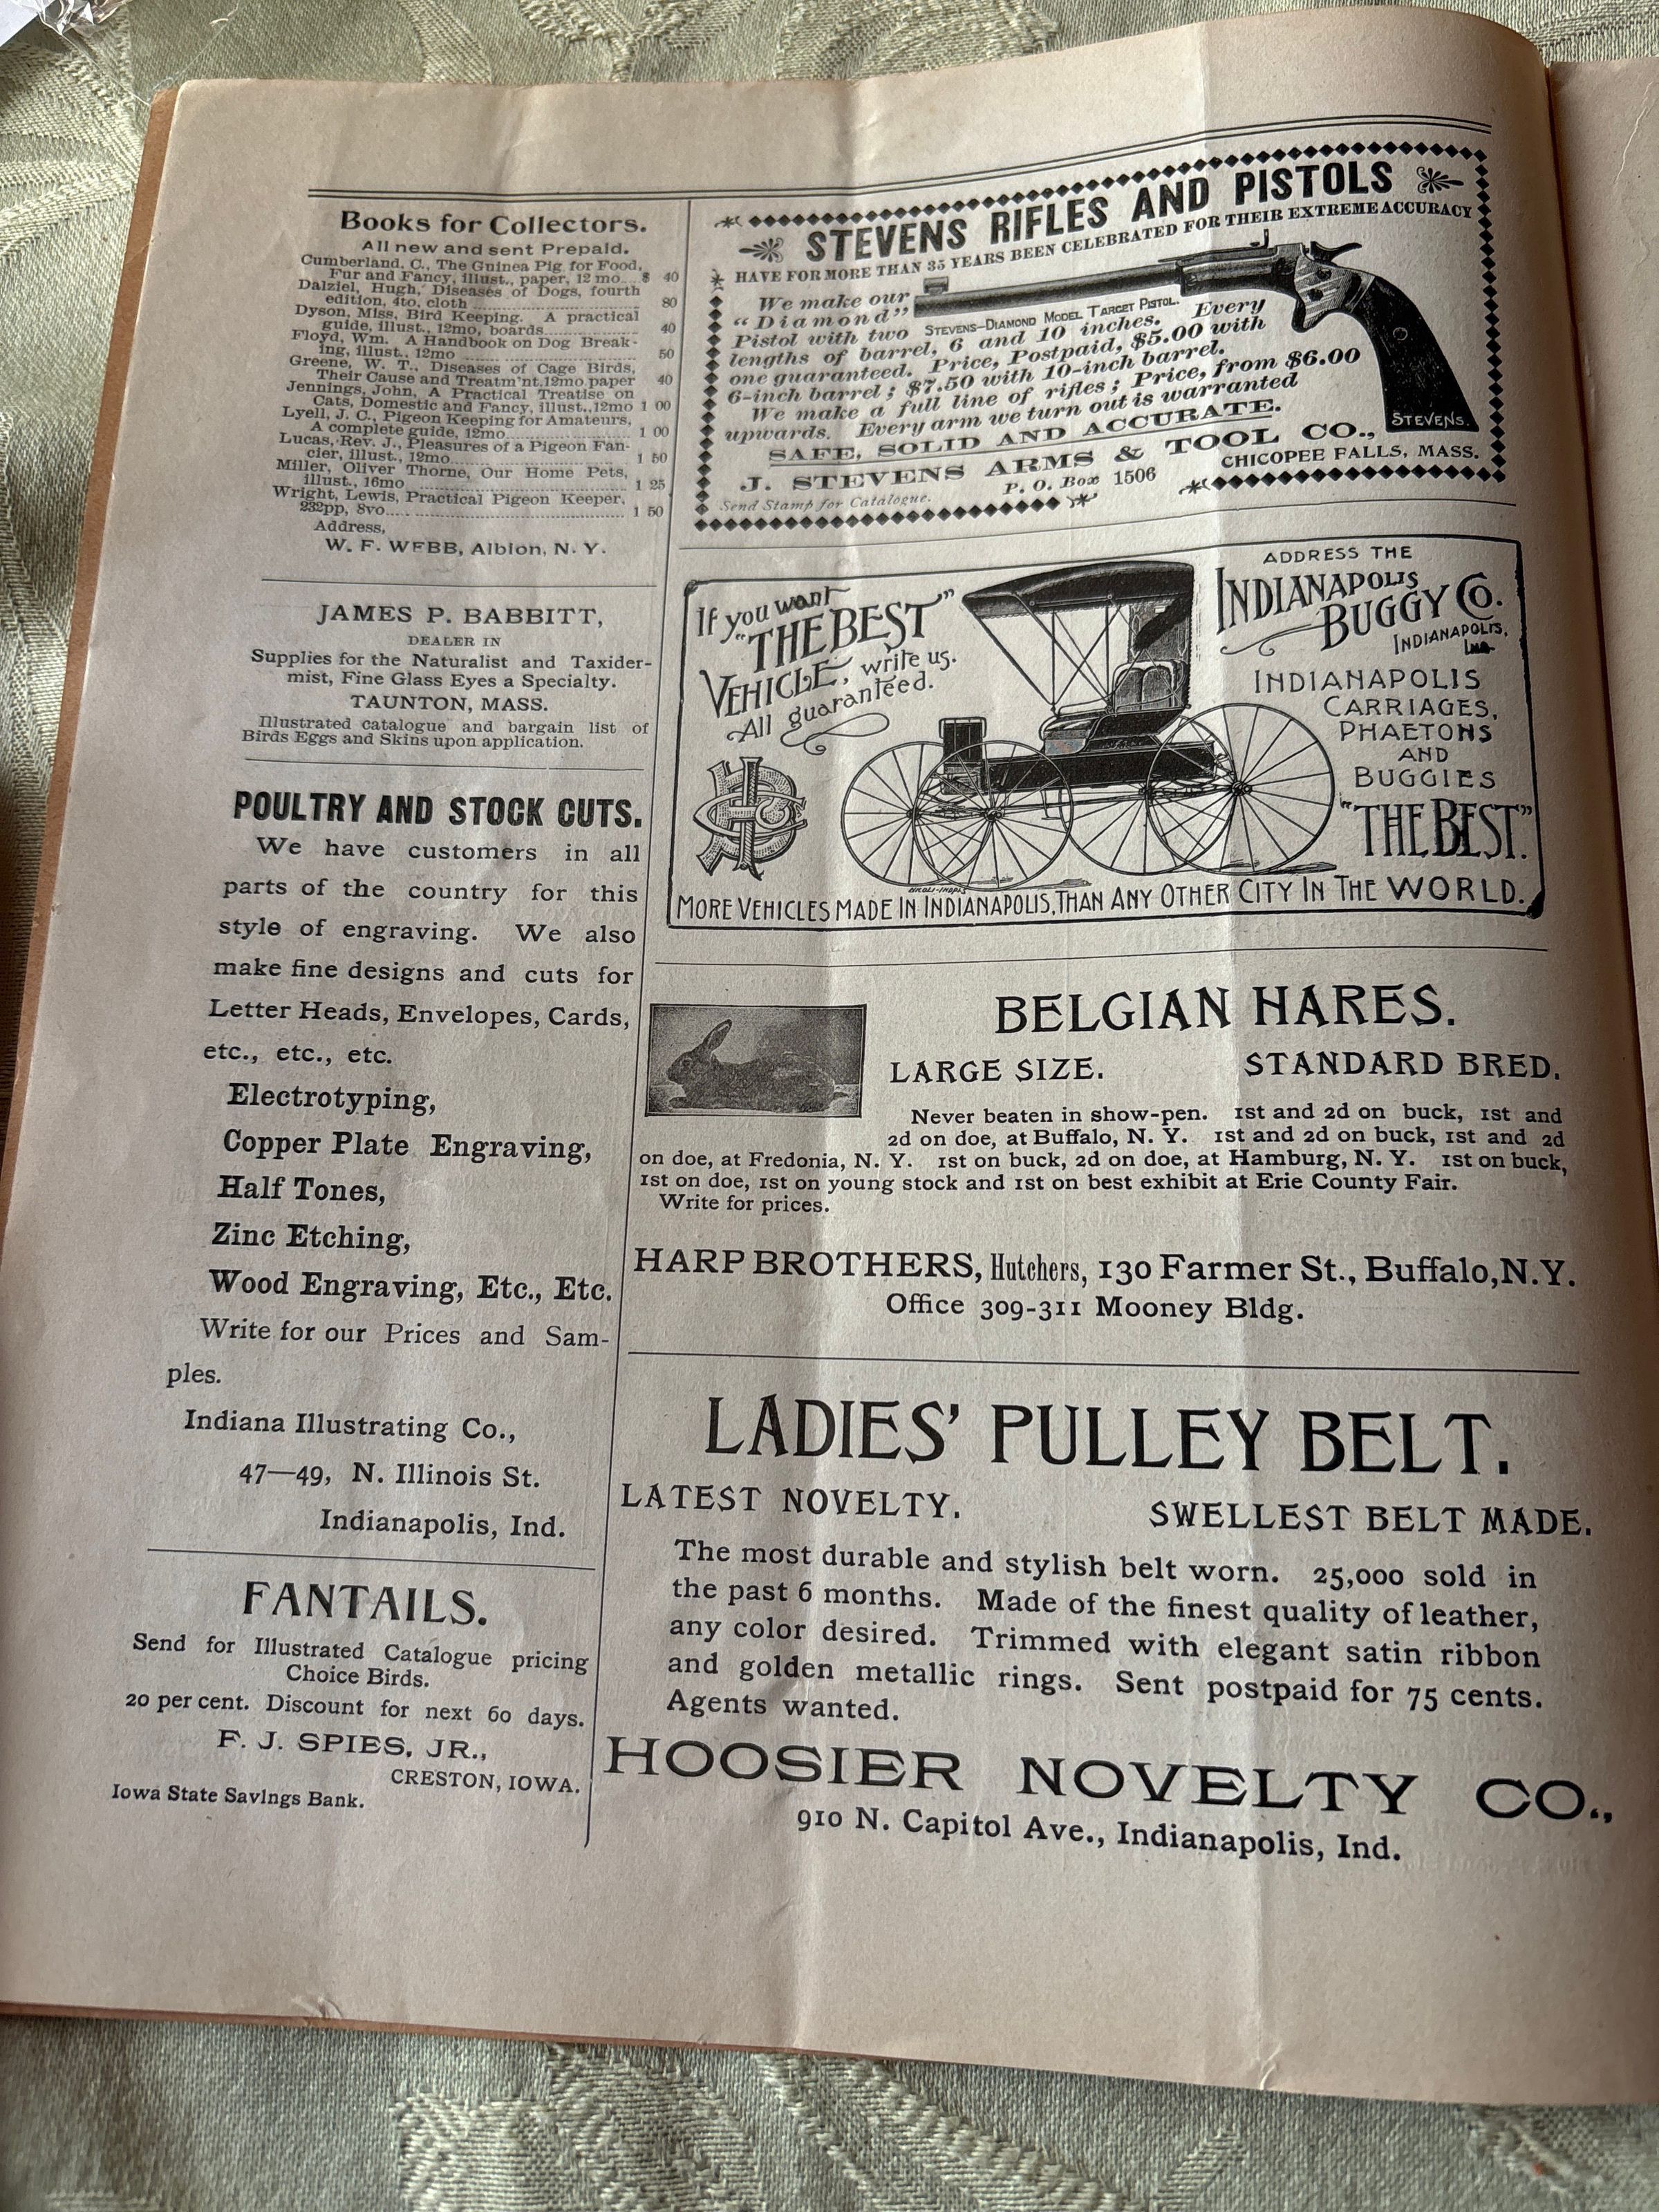 Books for Collectors.
All new and sent Prepaid.
Cumberland, C., The Guinea Pig for Food,
Fur and Fancy, illust., paper, 12 mo....$ 40
Dalziel, Hugh, Diseases of Dogs, fourth
edition, 4to, cloth........ 80
Dyson, Miss, Bird Keeping. A practical
guide, illust., 12mo, boards........ 40
Floyd, Wm. A Handbook on Dog Break-
ing, illust., 12mo ........ 50
Greene, W. T., Diseases of Cage Birds,
Their Cause and Treatm'nt,12mo paper 40
Jennings, John, A Practical Treatise on
Cats, Domestic and Fancy, illust.,12mo 1 00
Lyell, J. C., Pigeon Keeping for Amateurs,
A complete guide, 12mo........ 1 00
Lucas, Rev. J., Pleasures of a Pigeon Fan-
cier, illust., 12mo........ 1 50
Miller, Oliver Thorne, Our Home Pets,
illust., 16mo ........ 1 25
Wright, Lewis, Practical Pigeon Keeper,
232pp, 8vo........ 1 50
Address,
W. F. WEBB, Albion, N. Y.
JAMES P. BABBITT,
DEALER IN
Supplies for the Naturalist and Taxider-
mist, Fine Glass Eyes a Specialty.
TAUNTON, MASS.
Illustrated catalogue and bargain list of
Birds Eggs and Skins upon application.
POULTRY AND STOCK CUTS.
We have customers in all
parts of the country for this
style of engraving. We also
make fine designs and cuts for
Letter Heads, Envelopes, Cards,
etc., etc., etc.
Electrotyping,
Copper Plate Engraving,
Half Tones,
Zinc Etching,
Wood Engraving, Etc., Etc.
Write for our Prices and Sam-
ples.
Indiana Illustrating Co.,
47—49, N. Illinois St.
Indianapolis, Ind.
FANTAILS.
Send for Illustrated Catalogue pricing
Choice Birds.
20 per cent. Discount for next 60 days.
F. J. SPIES, JR.,
CRESTON, IOWA.
Iowa State Savings Bank.
STEVENS RIFLES AND PISTOLS
HAVE FOR MORE THAN 35 YEARS BEEN CELEBRATED FOR THEIR EXTREME ACCURACY
We make our
"Diamond"
STEVENS-DIAMOND MODEL TARGET PISTOL.
Pistol with two
lengths of barrel, 6 and 10 inches. Every
one guaranteed. Price, Postpaid, $5.00 with
6-inch barrel; $7.50 with 10-inch barrel.
We make a full line of rifles; Price, from $6.00
upwards. Every arm we turn out is warranted
SAFE, SOLID AND ACCURATE.
J. STEVENS ARMS & TOOL CO.,
P. O. Box 1506 CHICOPEE FALLS, MASS.
Send Stamp for Catalogue.
STEVENS.
If you want
"THE BEST"
VEHICLE, write us.
All guaranteed.
ADDRESS THE
INDIANAPOLIS
BUGGY CO.
INDIANAPOLIS,
IND.
INDIANAPOLIS
CARRIAGES,
PHAETONS
AND
BUGGIES
"THE BEST."
MORE VEHICLES MADE IN INDIANAPOLIS, THAN ANY OTHER CITY IN THE WORLD.
BELGIAN HARES.
LARGE SIZE. STANDARD BRED.
Never beaten in show-pen. 1st and 2d on buck, 1st and
2d on doe, at Buffalo, N. Y. 1st and 2d on buck, 1st and 2d
on doe, at Fredonia, N. Y. 1st on buck, 2d on doe, at Hamburg, N. Y. 1st on buck,
1st on doe, 1st on young stock and 1st on best exhibit at Erie County Fair.
Write for prices.
HARP BROTHERS, Hutchers, 130 Farmer St., Buffalo, N.Y.
Office 309-311 Mooney Bldg.
LADIES' PULLEY BELT.
LATEST NOVELTY. SWELLEST BELT MADE.
The most durable and stylish belt worn. 25,000 sold in
the past 6 months. Made of the finest quality of leather,
any color desired. Trimmed with elegant satin ribbon
and golden metallic rings. Sent postpaid for 75 cents.
Agents wanted.
HOOSIER NOVELTY CO.,
910 N. Capitol Ave., Indianapolis, Ind.